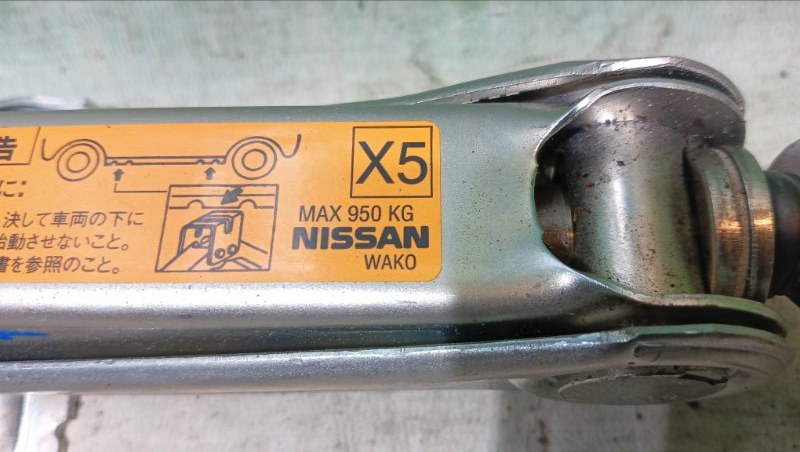 告
に:
X5
決して車両の下に
始動させないこと。
書を参照のこと。
MAX 950 KG
NISSAN
WAKO